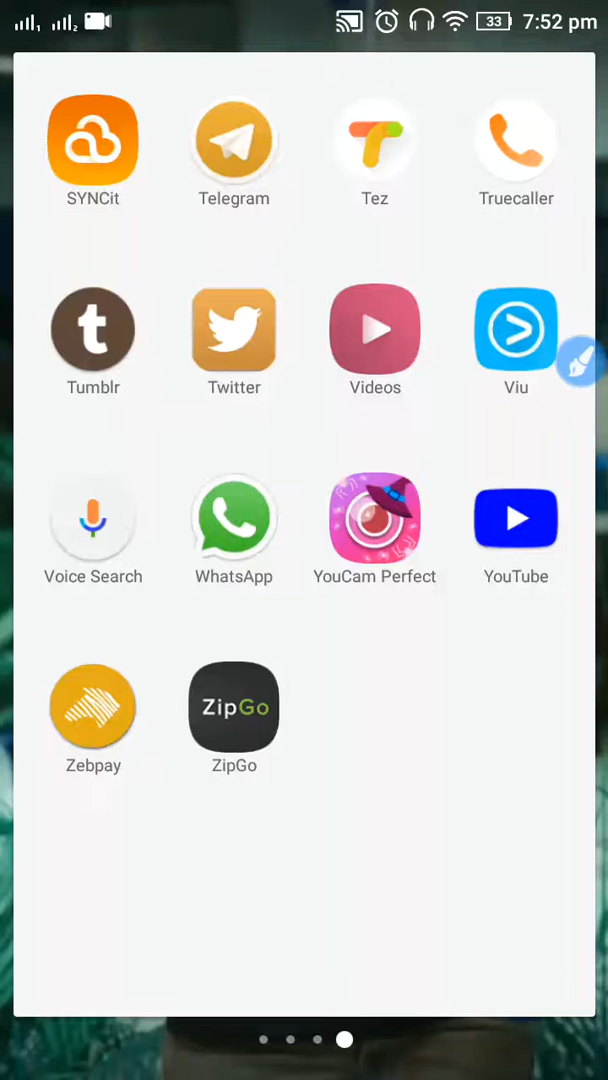 33 7:52 pm
SYNCit Telegram Tez Truecaller
t
Tumblr Twitter Videos Viu
Voice Search WhatsApp YouCam Perfect YouTube
ZipGo
Zebpay ZipGo